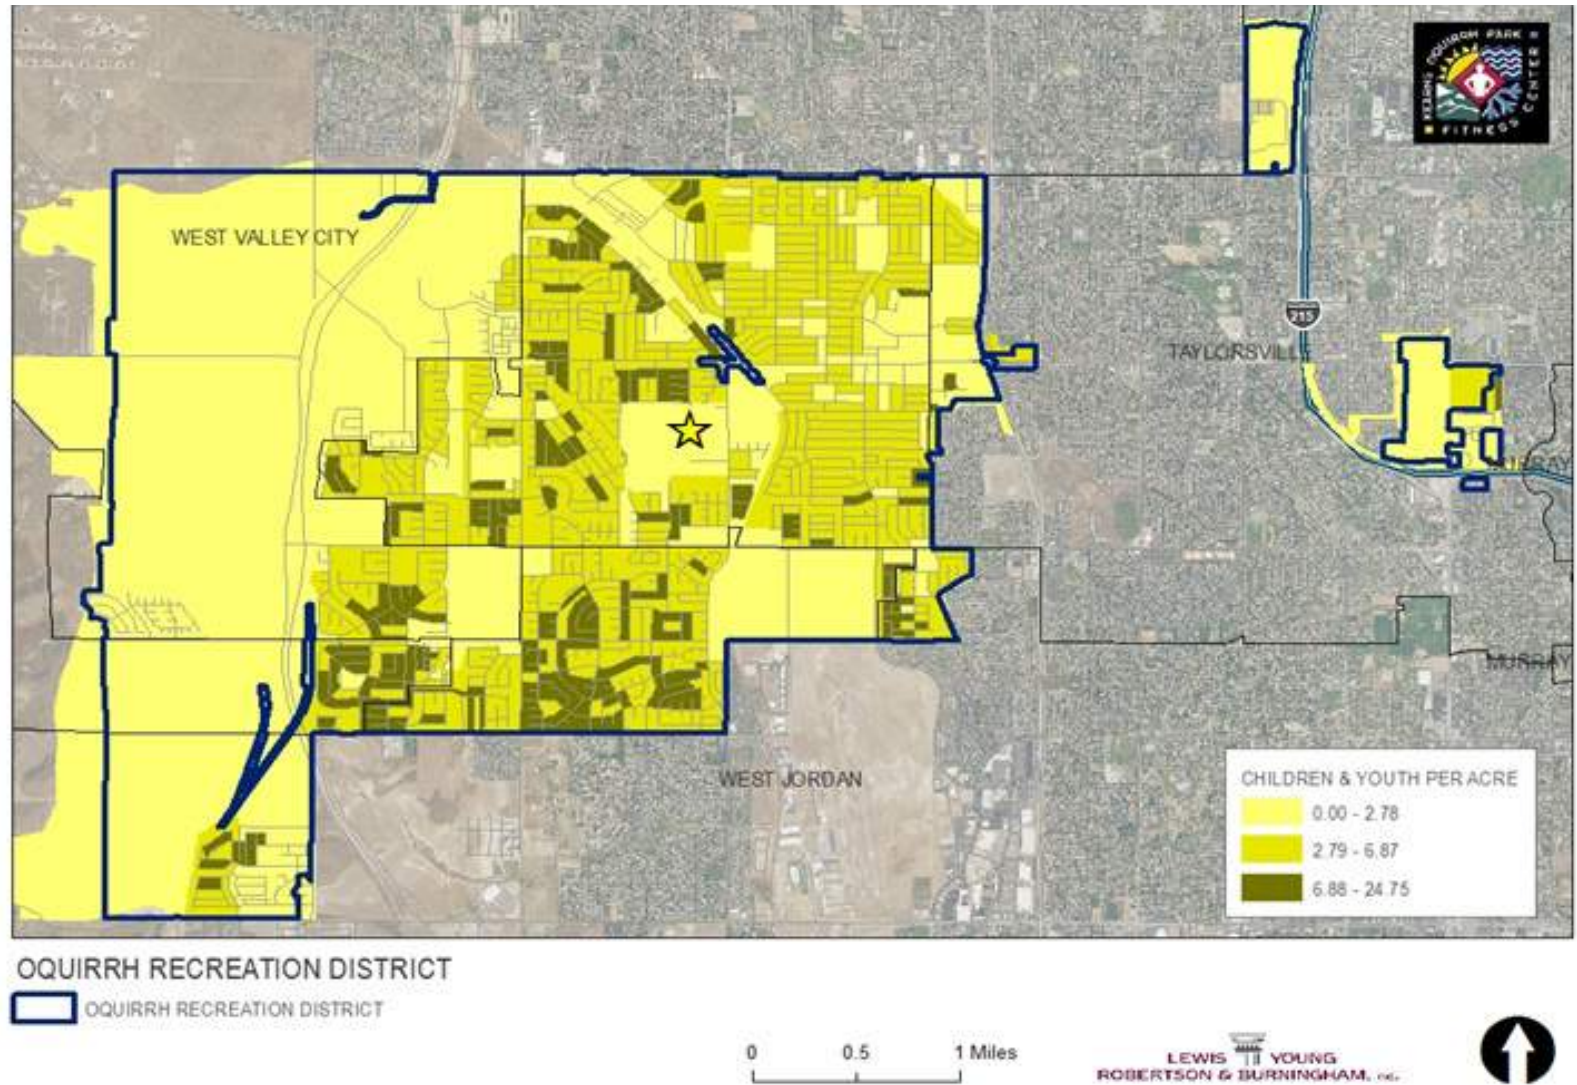 KEARNS OQUIRRH PARK
FITNESS CENTER
WEST VALLEY CITY
215
TAYLORSVILLE
MURRAY
MURRAY
WEST JORDAN
CHILDREN & YOUTH PER ACRE
0.00 - 2.78
2.79 - 6.87
6.88 - 24.75
OQUIRRH RECREATION DISTRICT
OQUIRRH RECREATION DISTRICT
0 0.5 1 Miles
LEWIS YOUNG
ROBERTSON & BURNINGHAM, INC.